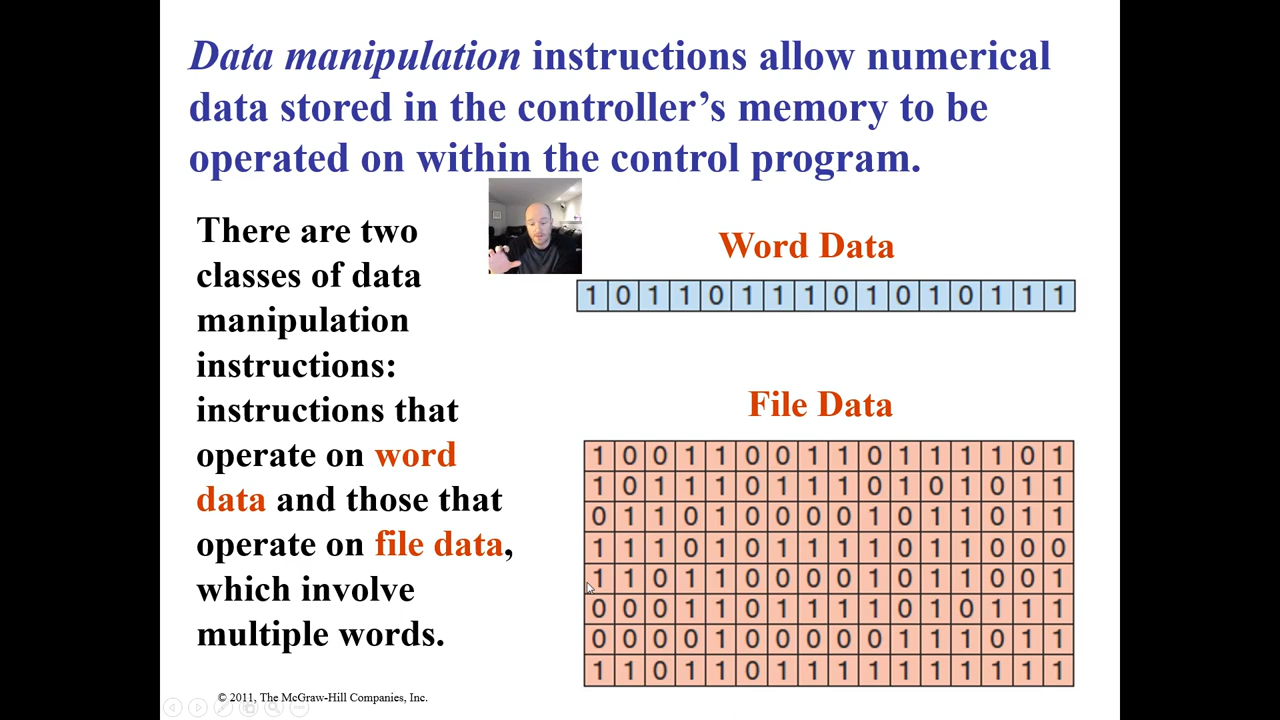 Data manipulation instructions allow numerical
data stored in the controller’s memory to be
operated on within the control program.
There are two
classes of data
manipulation
instructions:
instructions that
operate on word
data and those that
operate on file data,
which involve
multiple words.
Word Data
1 0 1 1 0 1 1 1 0 1 0 1 0 1 1 1
File Data
1 0 0 1 1 0 0 1 1 0 1 1 1 1 0 1
1 0 1 1 1 0 1 1 1 0 1 0 1 0 1 1
0 1 1 0 1 0 0 0 0 1 0 1 1 0 1 1
1 1 1 0 1 0 1 1 1 1 0 1 1 0 0 0
1 1 0 1 1 0 0 0 0 1 0 1 1 0 0 1
0 0 0 1 1 0 1 1 1 1 0 1 0 1 1 1
0 0 0 0 1 0 0 0 0 0 1 1 1 0 1 1
1 1 0 1 1 0 1 1 1 1 1 1 1 1 1 1
© 2011, The McGraw-Hill Companies, Inc.